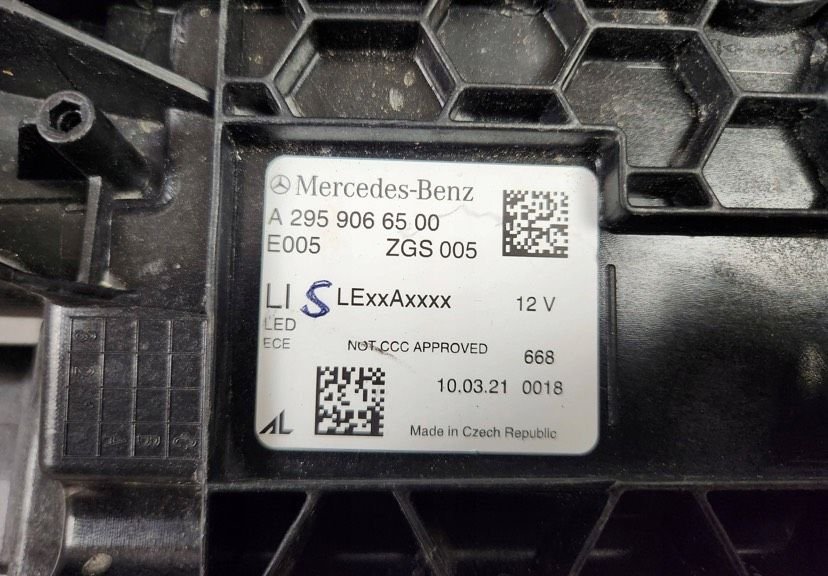 Mercedes-Benz
A 295 906 65 00
E005 ZGS 005
LI S LExxAxxxx 12 V
LED
ECE
NOT CCC APPROVED
668
10.03.21 0018
AL
Made in Czech Republic